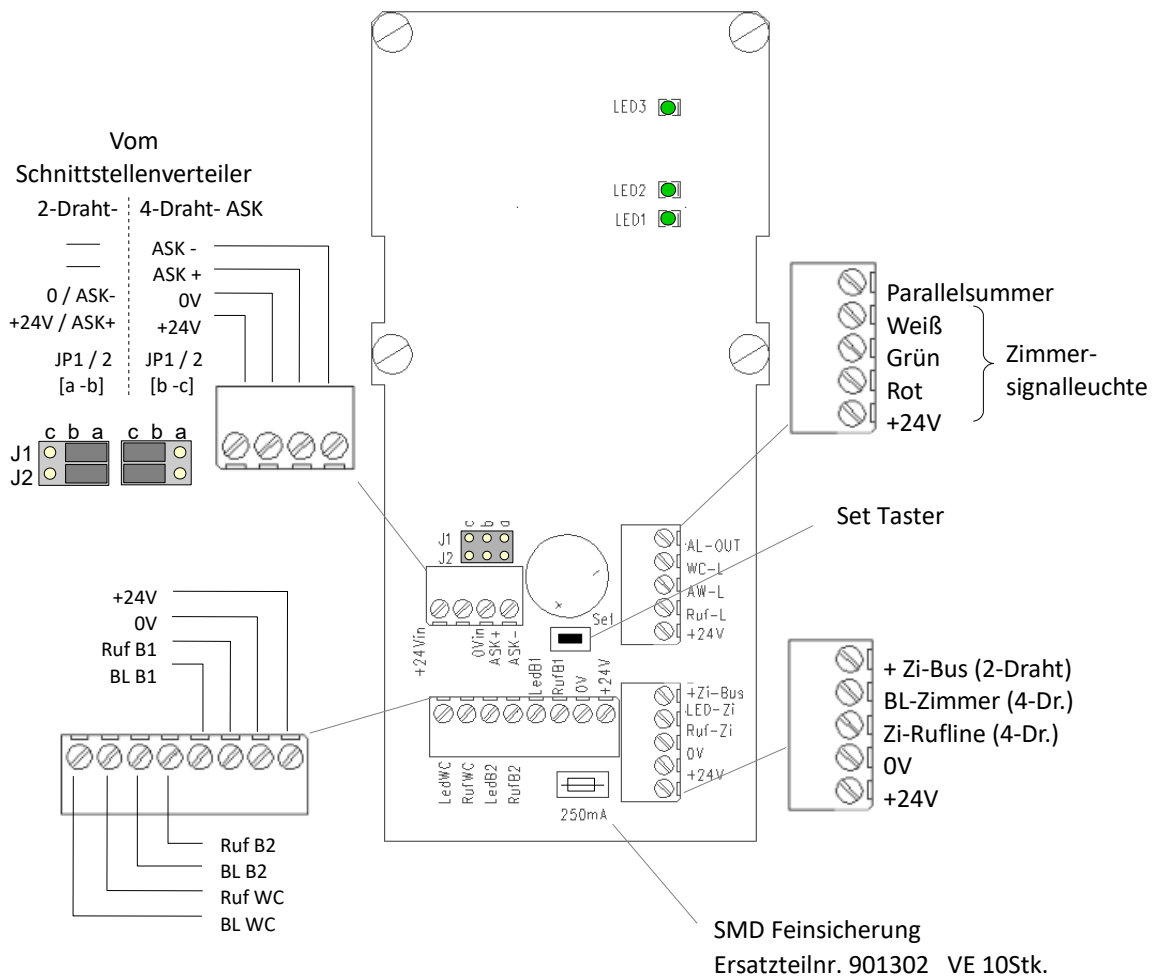 LED3
LED2
LED1
Vom
Schnittstellenverteiler
2-Draht- 4-Draht- ASK
ASK -
ASK +
0 / ASK- 0V
+24V / ASK+ +24V
JP1 / 2 JP1 / 2
[a -b] [b -c]
c b a c b a
J1
J2
Parallelsummer
Weiß
Grün
Rot
+24V
Zimmer-
signalleuchte
Set Taster
c b a
J1
J2
+24Vin
0Vin
ASK+
ASK-
Se1
AL-OUT
WC-L
AW-L
Ruf-L
+24V
LedB1
RufB1
0V
+24V
LedWC
RufWC
LedB2
RufB2
+Zi-Bus
LED-Zi
Ruf-Zi
0V
+24V
250mA
+24V
0V
Ruf B1
BL B1
Ruf B2
BL B2
Ruf WC
BL WC
+ Zi-Bus (2-Draht)
BL-Zimmer (4-Dr.)
Zi-Rufline (4-Dr.)
0V
+24V
SMD Feinsicherung
Ersatzteilnr. 901302 VE 10Stk.